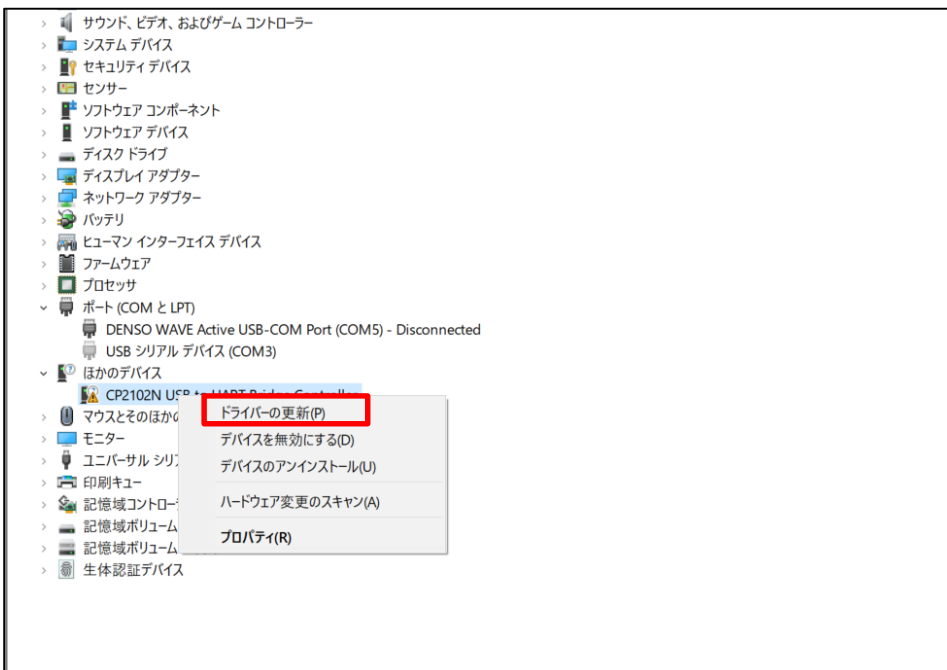 サウンド、ビデオ、およびゲーム コントローラー
システム デバイス
セキュリティ デバイス
センサー
ソフトウェア コンポーネント
ソフトウェア デバイス
ディスク ドライブ
ディスプレイ アダプター
ネットワーク アダプター
バッテリ
ヒューマン インターフェイス デバイス
ファームウェア
プロセッサ
ポート (COM と LPT)
DENSO WAVE Active USB-COM Port (COM5) - Disconnected
USB シリアル デバイス (COM3)
ほかのデバイス
CP2102N USB to UART Bridge Controller
ドライバーの更新(P)
デバイスを無効にする(D)
デバイスのアンインストール(U)
ハードウェア変更のスキャン(A)
プロパティ(R)
マウスとそのほかの
モニター
ユニバーサル シリア
印刷キュー
記憶域コントロー
記憶域ボリューム
記憶域ボリューム
生体認証デバイス